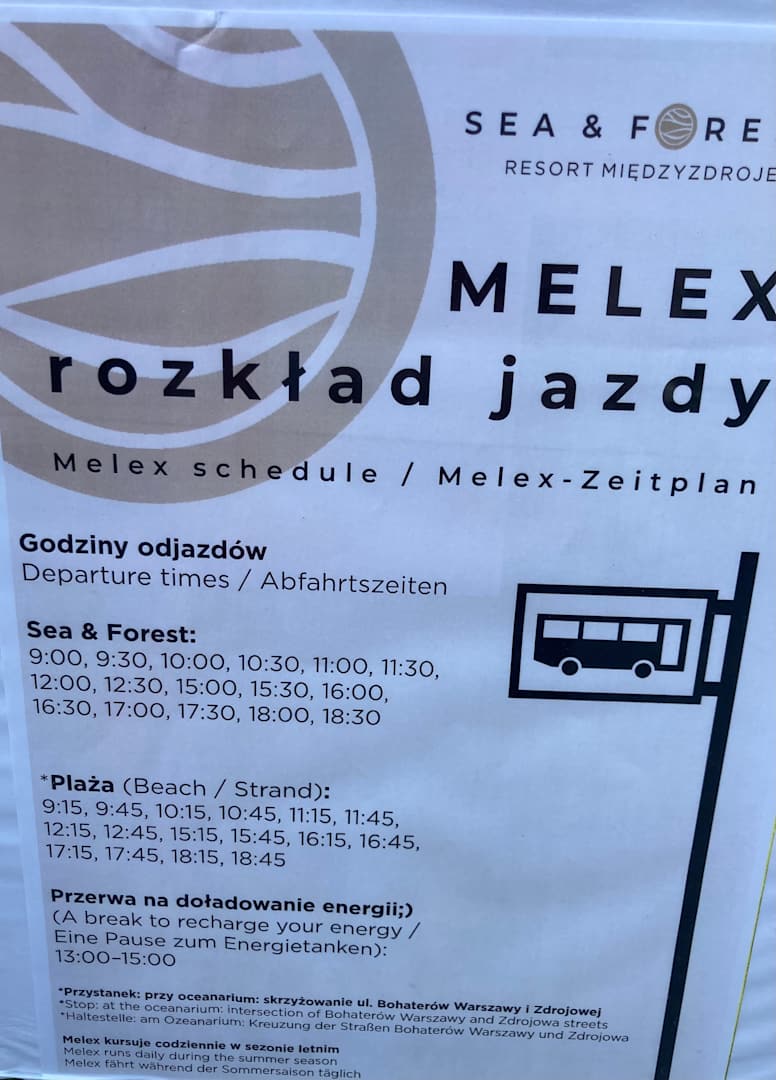 SEA & FORE
RESORT MIĘDZYZDROJE
MELEX
rozkład jazdy
Melex schedule / Melex-Zeitplan
Godziny odjazdów
Departure times / Abfahrtszeiten
Sea & Forest:
9:00, 9:30, 10:00, 10:30, 11:00, 11:30,
12:00, 12:30, 15:00, 15:30, 16:00,
16:30, 17:00, 17:30, 18:00, 18:30
*Plaża (Beach / Strand):
9:15, 9:45, 10:15, 10:45, 11:15, 11:45,
12:15, 12:45, 15:15, 15:45, 16:15, 16:45,
17:15, 17:45, 18:15, 18:45
Przerwa na doładowanie energii;)
(A break to recharge your energy /
Eine Pause zum Energietanken):
13:00–15:00
*Przystanek: przy oceanarium: skrzyżowanie ul. Bohaterów Warszawy i Zdrojowej
*Stop: at the oceanarium: intersection of Bohaterów Warszawy and Zdrojowa streets
*Haltestelle: am Ozeanarium: Kreuzung der Straßen Bohaterów Warszawy und Zdrojowa
Melex kursuje codziennie w sezonie letnim
Melex runs daily during the summer season
Melex fährt während der Sommersaison täglich